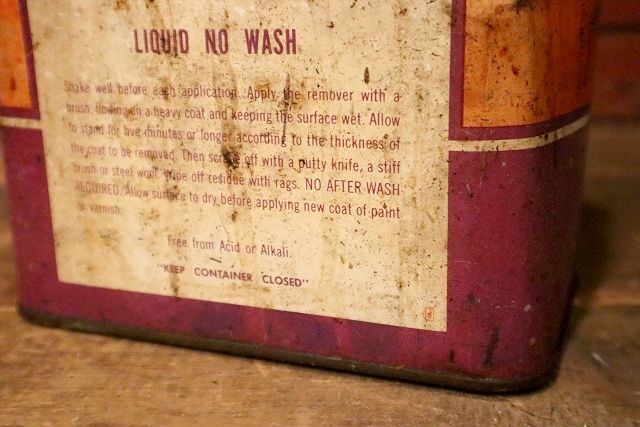 LIQUID NO WASH
Shake well before each application. Apply the remover with a
brush, flowing on a heavy coat and keeping the surface wet. Allow
to stand for five minutes or longer according to the thickness of
the coat to be removed. Then scrape off with a putty knife, a stiff
brush or steel wool. Wipe off residue with rags. NO AFTER WASH
REQUIRED. Allow surface to dry before applying new coat of paint
or varnish.
Free from Acid or Alkali.
"KEEP CONTAINER CLOSED"